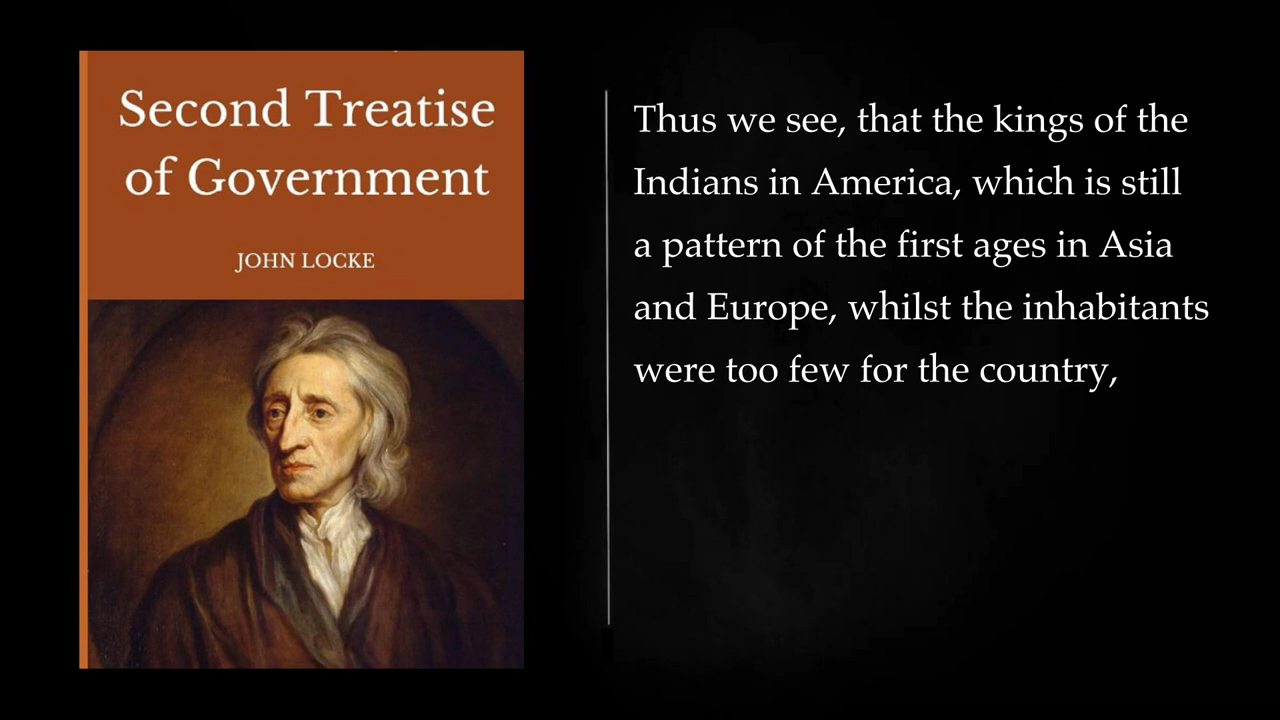 Second Treatise
of Government
JOHN LOCKE
Thus we see, that the kings of the
Indians in America, which is still
a pattern of the first ages in Asia
and Europe, whilst the inhabitants
were too few for the country,